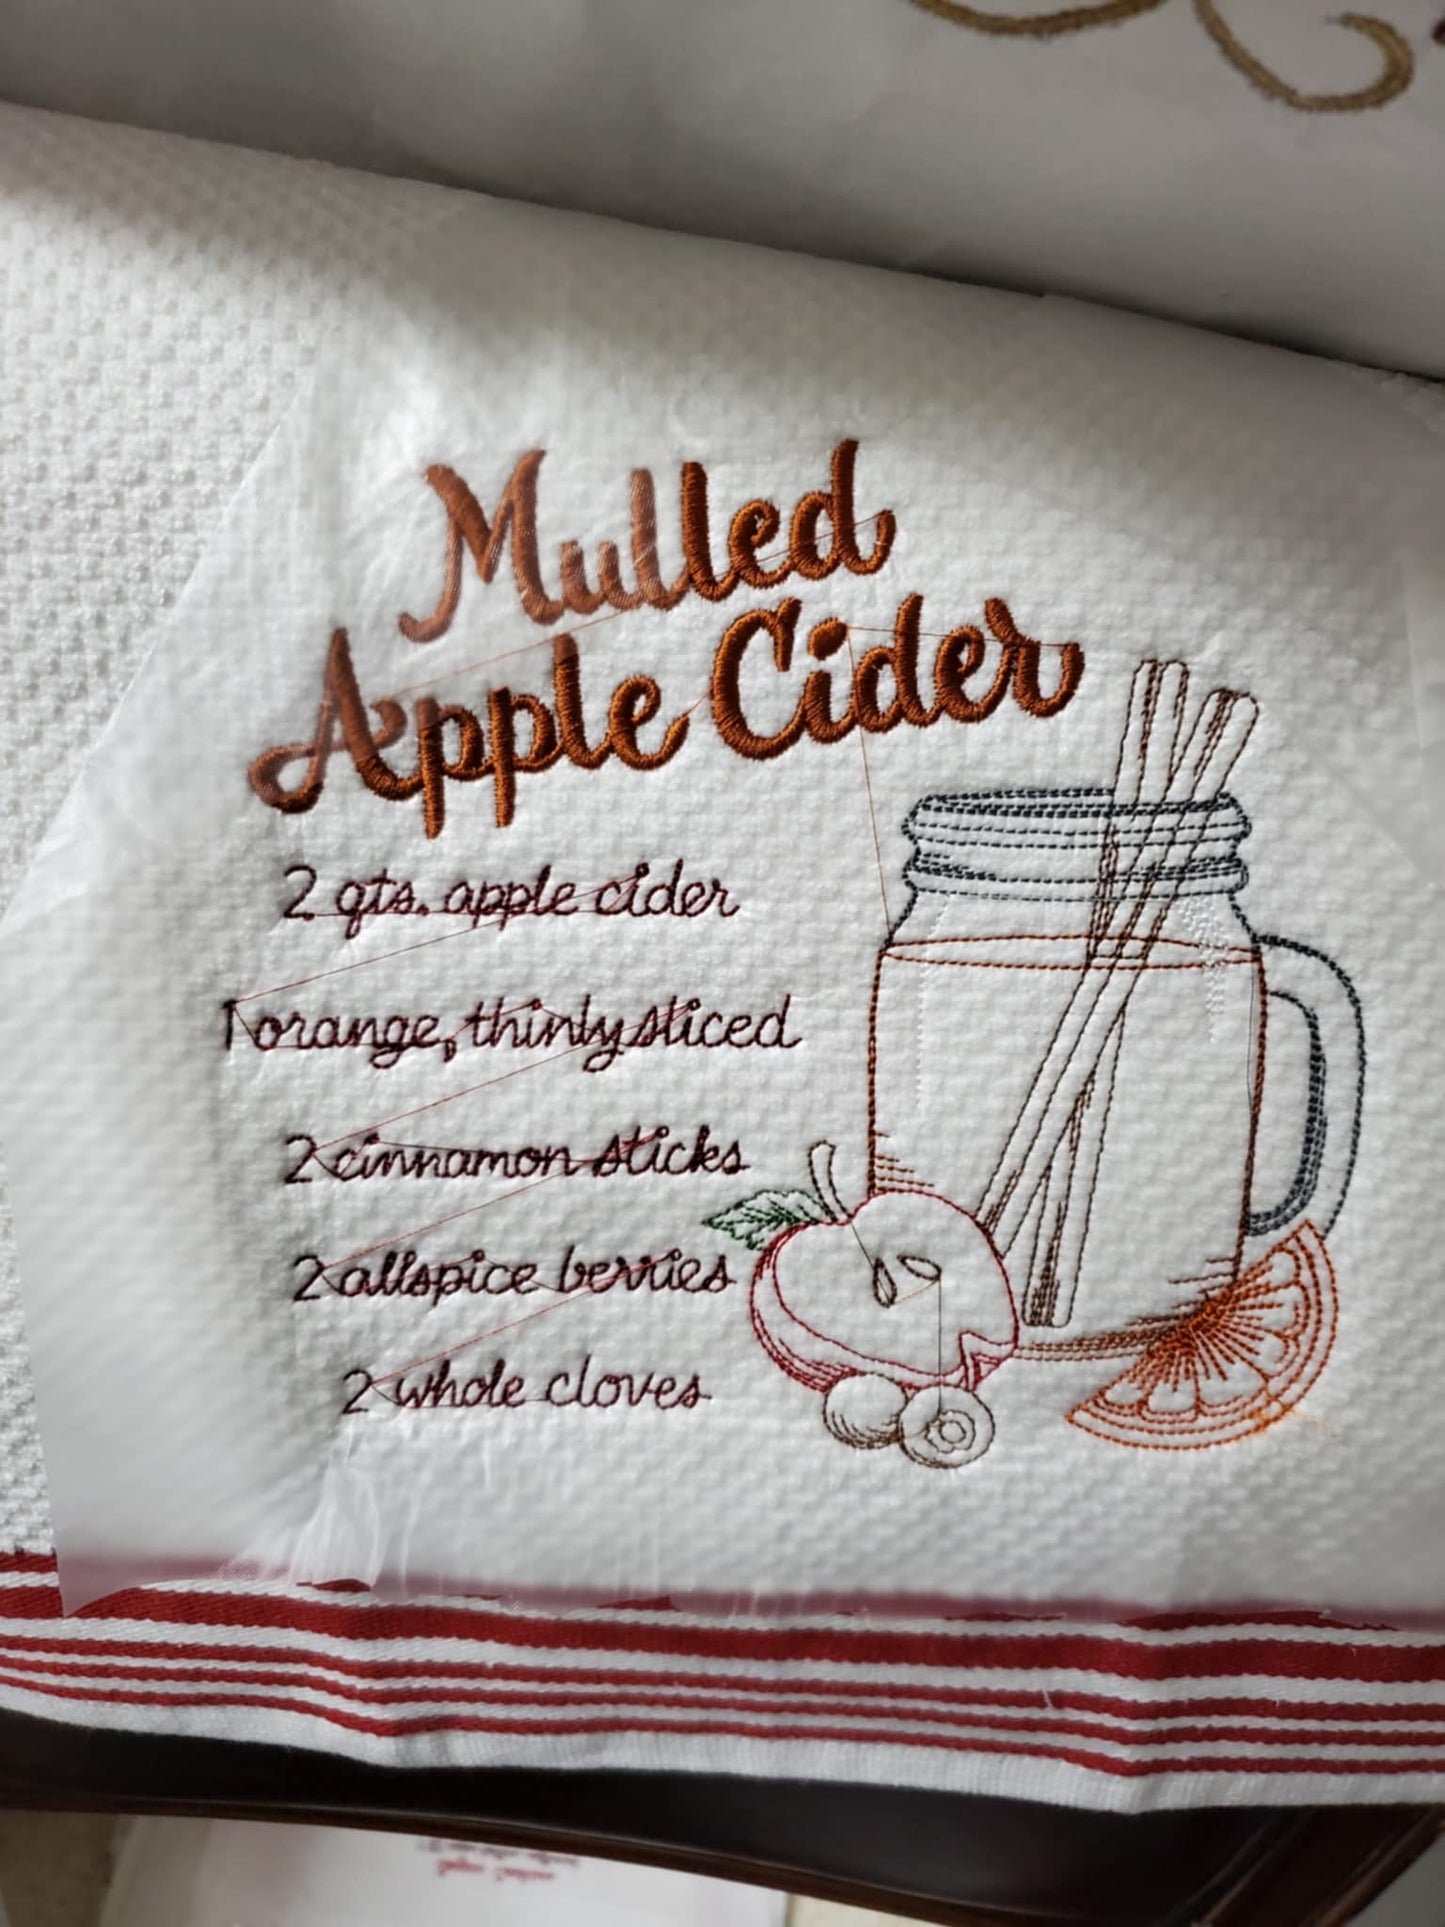 Mulled
Apple Cider
2 qts. apple cider
1 orange, thinly sliced
2 cinnamon sticks
2 allspice berries
2 whole cloves